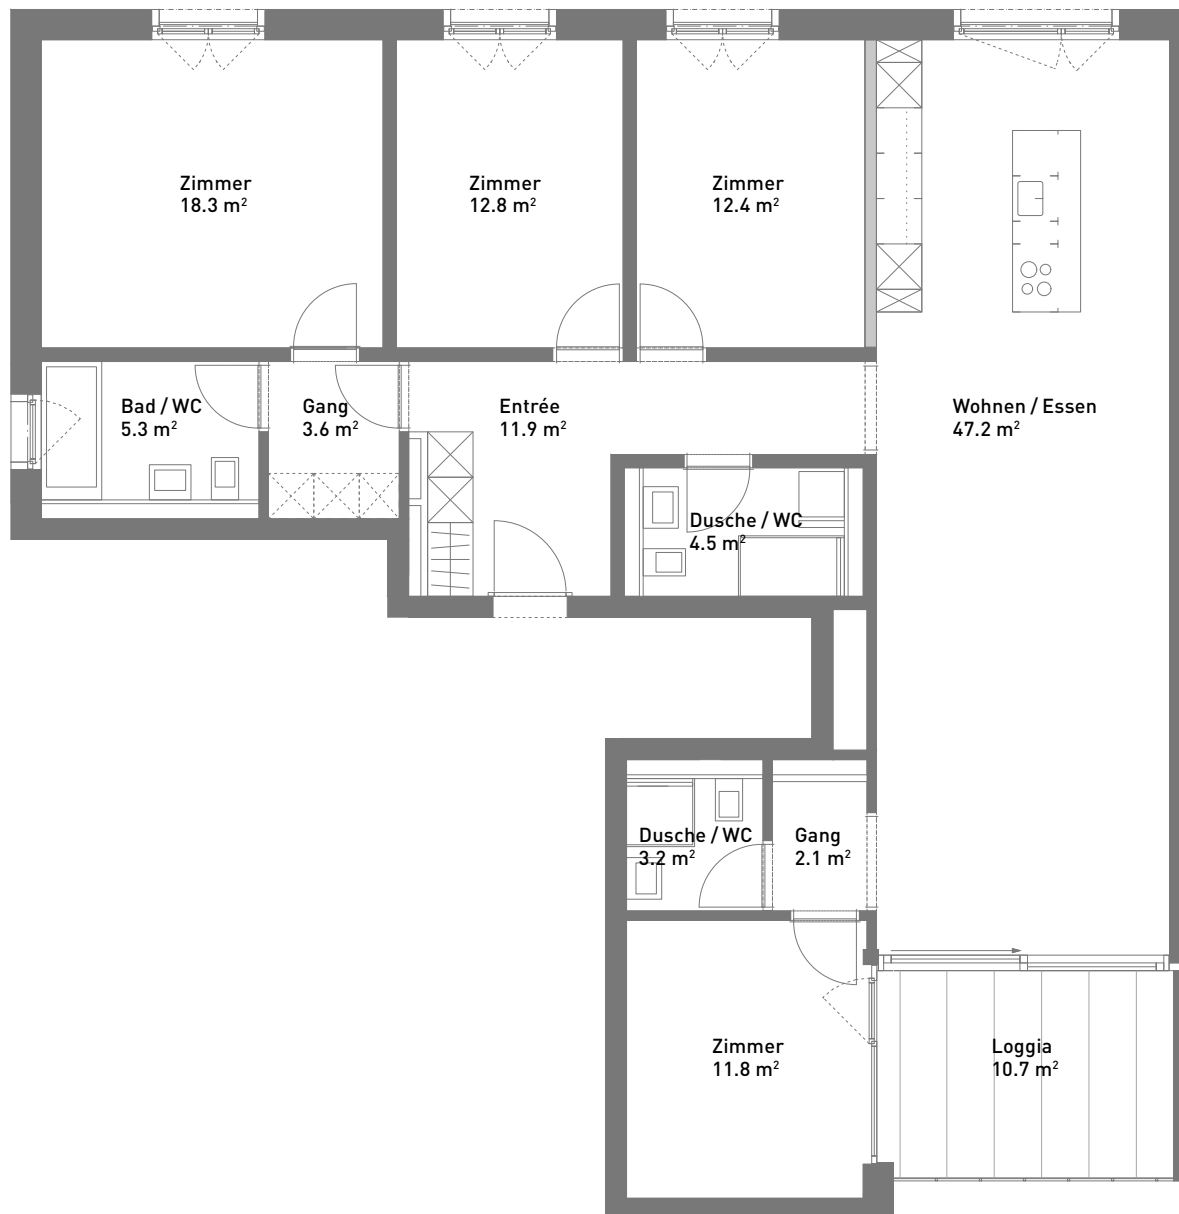 Zimmer
18.3 m²
Zimmer
12.8 m²
Zimmer
12.4 m²
Bad / WC
5.3 m²
Gang
3.6 m²
Entrée
11.9 m²
Wohnen / Essen
47.2 m²
Dusche / WC
4.5 m²
Dusche / WC
3.2 m²
Gang
2.1 m²
Zimmer
11.8 m²
Loggia
10.7 m²